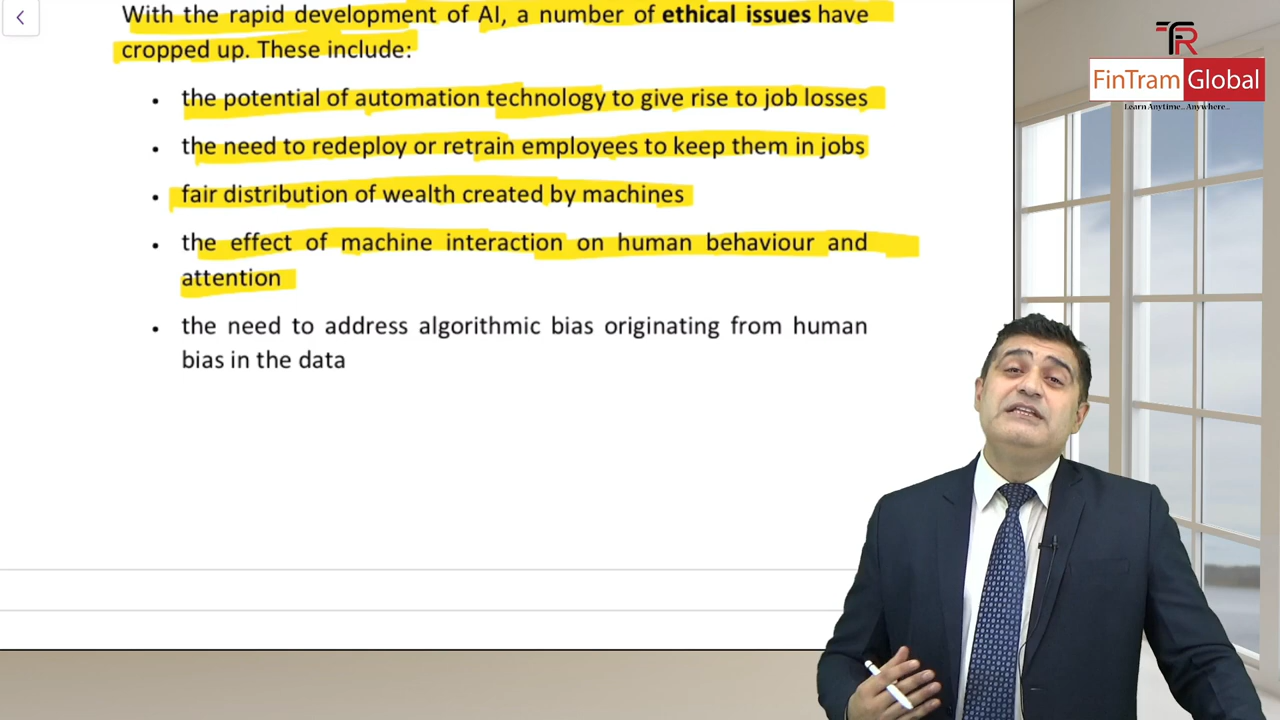 With the rapid development of AI, a number of ethical issues have
cropped up. These include:
• the potential of automation technology to give rise to job losses
• the need to redeploy or retrain employees to keep them in jobs
• fair distribution of wealth created by machines
• the effect of machine interaction on human behaviour and
attention
• the need to address algorithmic bias originating from human
bias in the data
FinTram Global
Learn Anytime.. Anywhere..